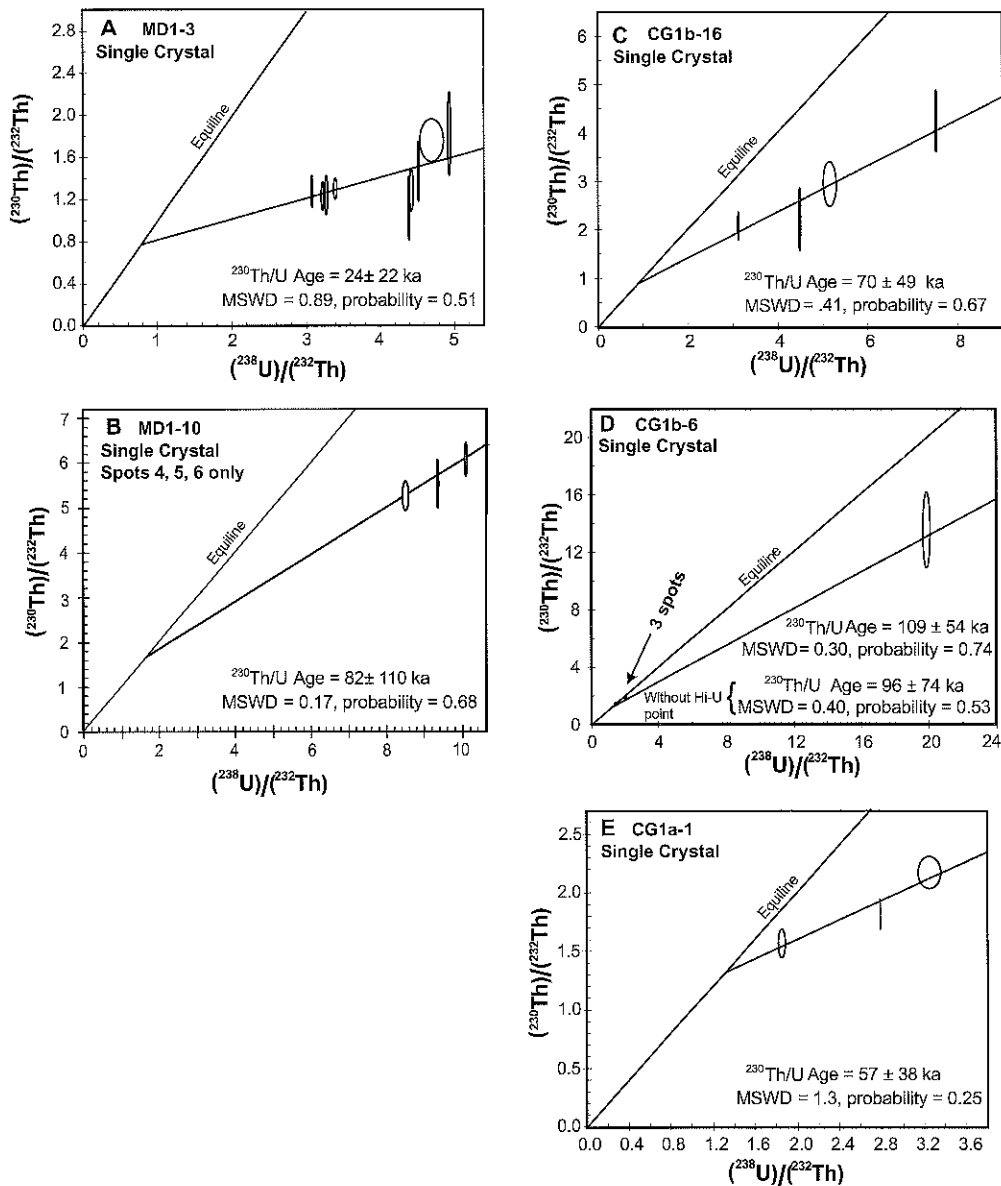 A MD1-3
Single Crystal
2.8
2.4
2.0
1.6
1.2
0.8
0.4
0.0
(²³⁰Th)/(²³²Th)
Equiline
²³⁰Th/U Age = 24± 22 ka
MSWD = 0.89, probability = 0.51
0 1 2 3 4 5
(²³⁸U)/(²³²Th)
C CG1b-16
Single Crystal
6
5
4
3
2
1
0
(²³⁰Th)/(²³²Th)
Equiline
²³⁰Th/U Age = 70 ± 49 ka
MSWD = .41, probability = 0.67
0 2 4 6 8
(²³⁸U)/(²³²Th)
B MD1-10
Single Crystal
Spots 4, 5, 6 only
7
6
5
4
3
2
1
0
(²³⁰Th)/(²³²Th)
Equiline
²³⁰Th/U Age = 82± 110 ka
MSWD = 0.17, probability = 0.68
0 2 4 6 8 10
(²³⁸U)/(²³²Th)
D CG1b-6
Single Crystal
20
16
12
8
4
0
(²³⁰Th)/(²³²Th)
Equiline
3 spots
²³⁰Th/U Age = 109 ± 54 ka
MSWD = 0.30, probability = 0.74
Without Hi-U
point
²³⁰Th/U Age = 96 ± 74 ka
MSWD = 0.40, probability = 0.53
0 4 8 12 16 20 24
(²³⁸U)/(²³²Th)
E CG1a-1
Single Crystal
2.5
2.0
1.5
1.0
0.5
0.0
(²³⁰Th)/(²³²Th)
Equiline
²³⁰Th/U Age = 57 ± 38 ka
MSWD = 1.3, probability = 0.25
0.0 0.4 0.8 1.2 1.6 2.0 2.4 2.8 3.2 3.6
(²³⁸U)/(²³²Th)